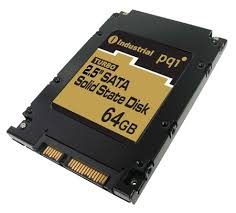 i Industrial pqi
TURBO
2.5" SATA
Solid State Disk
64GB